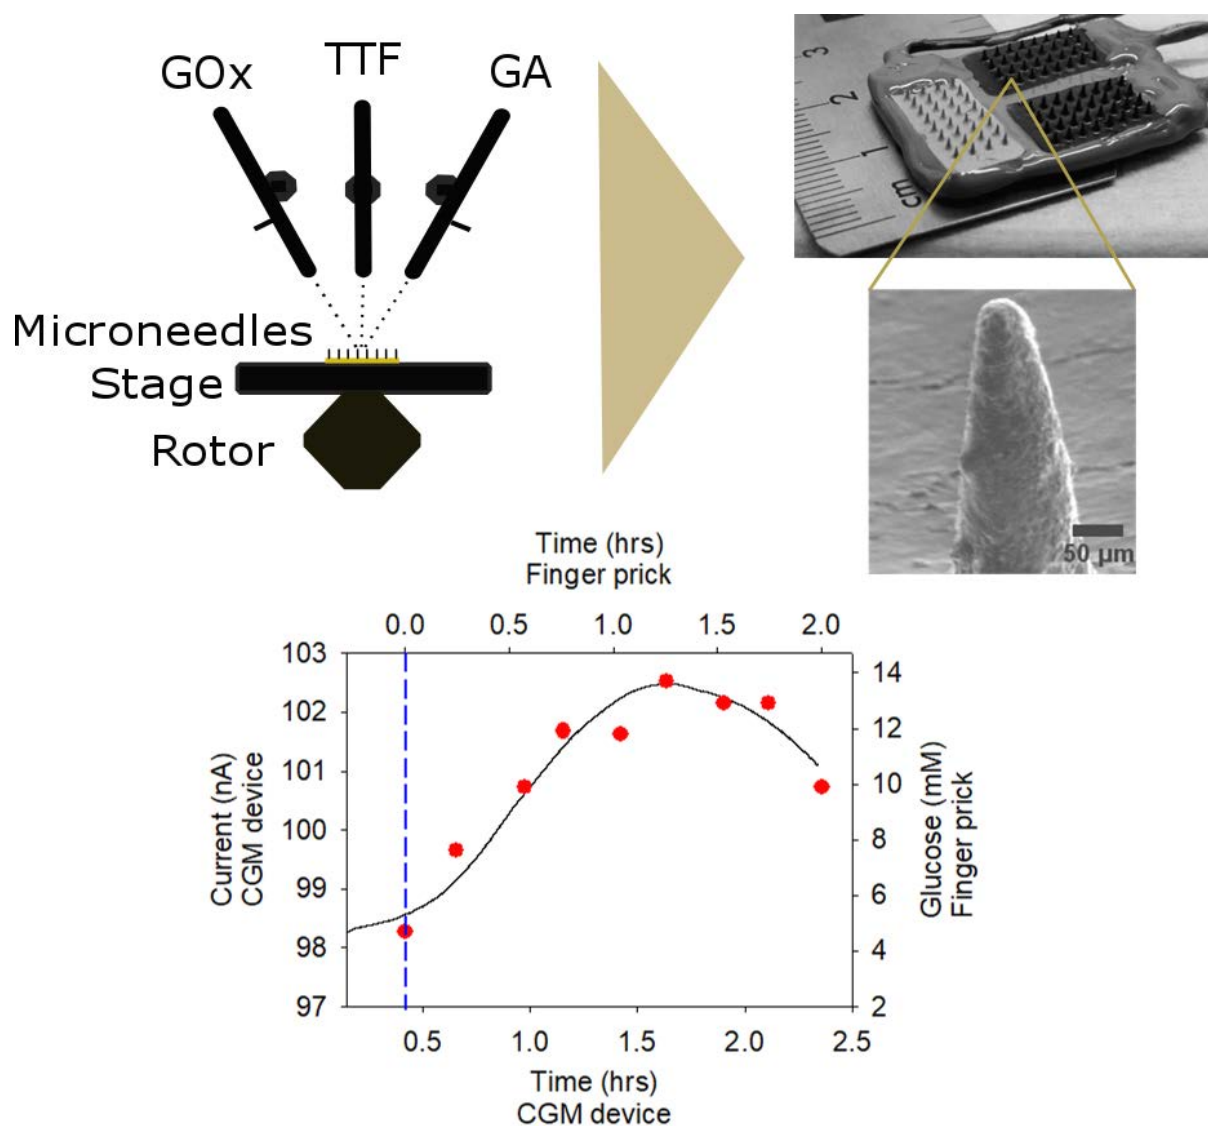 GOx
TTF
GA
Microneedles
Stage
Rotor
3
2
1
cm
50 µm
Time (hrs)
Finger prick
0.0 0.5 1.0 1.5 2.0
103
102
101
100
99
98
97
Current (nA)
CGM device
14
12
10
8
6
4
2
Glucose (mM)
Finger prick
0.5 1.0 1.5 2.0 2.5
Time (hrs)
CGM device